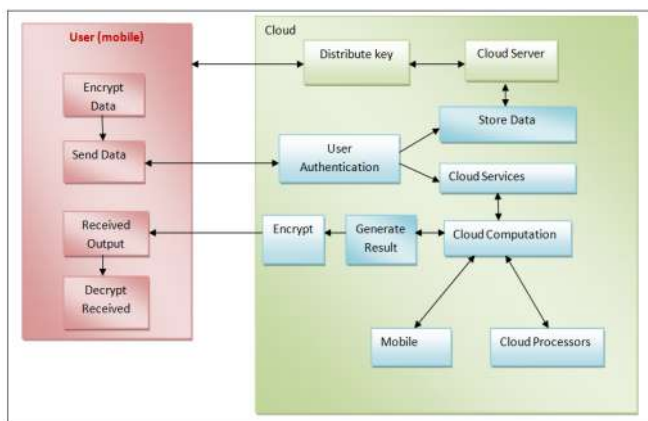 User (mobile)
Encrypt
Data
Send Data
Received
Output
Decrypt
Received
Cloud
Distribute key
Cloud Server
Store Data
User
Authentication
Cloud Services
Encrypt
Generate
Result
Cloud Computation
Mobile
Cloud Processors